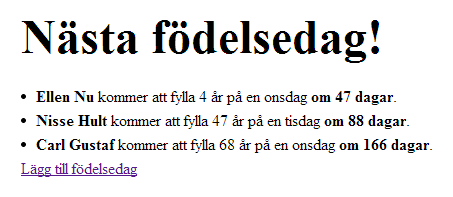 Nästa födelsedag!
• Ellen Nu kommer att fylla 4 år på en onsdag om 47 dagar.
• Nisse Hult kommer att fylla 47 år på en tisdag om 88 dagar.
• Carl Gustaf kommer att fylla 68 år på en onsdag om 166 dagar.
Lägg till födelsedag